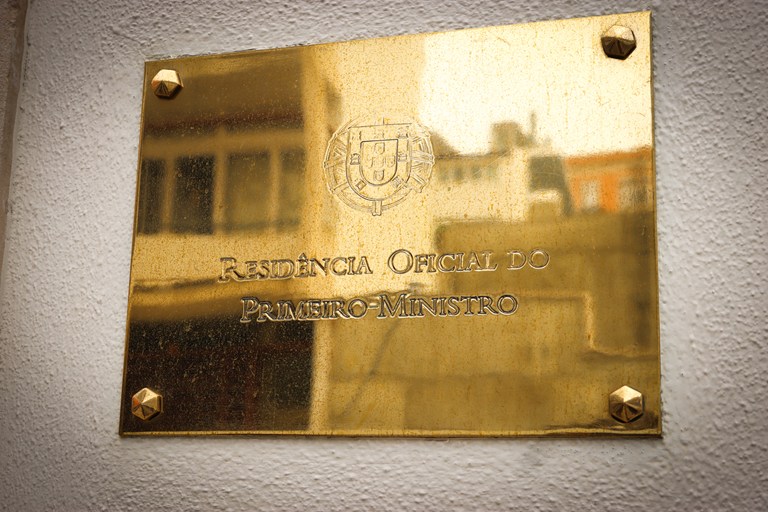 Residência Oficial do
Primeiro-Ministro